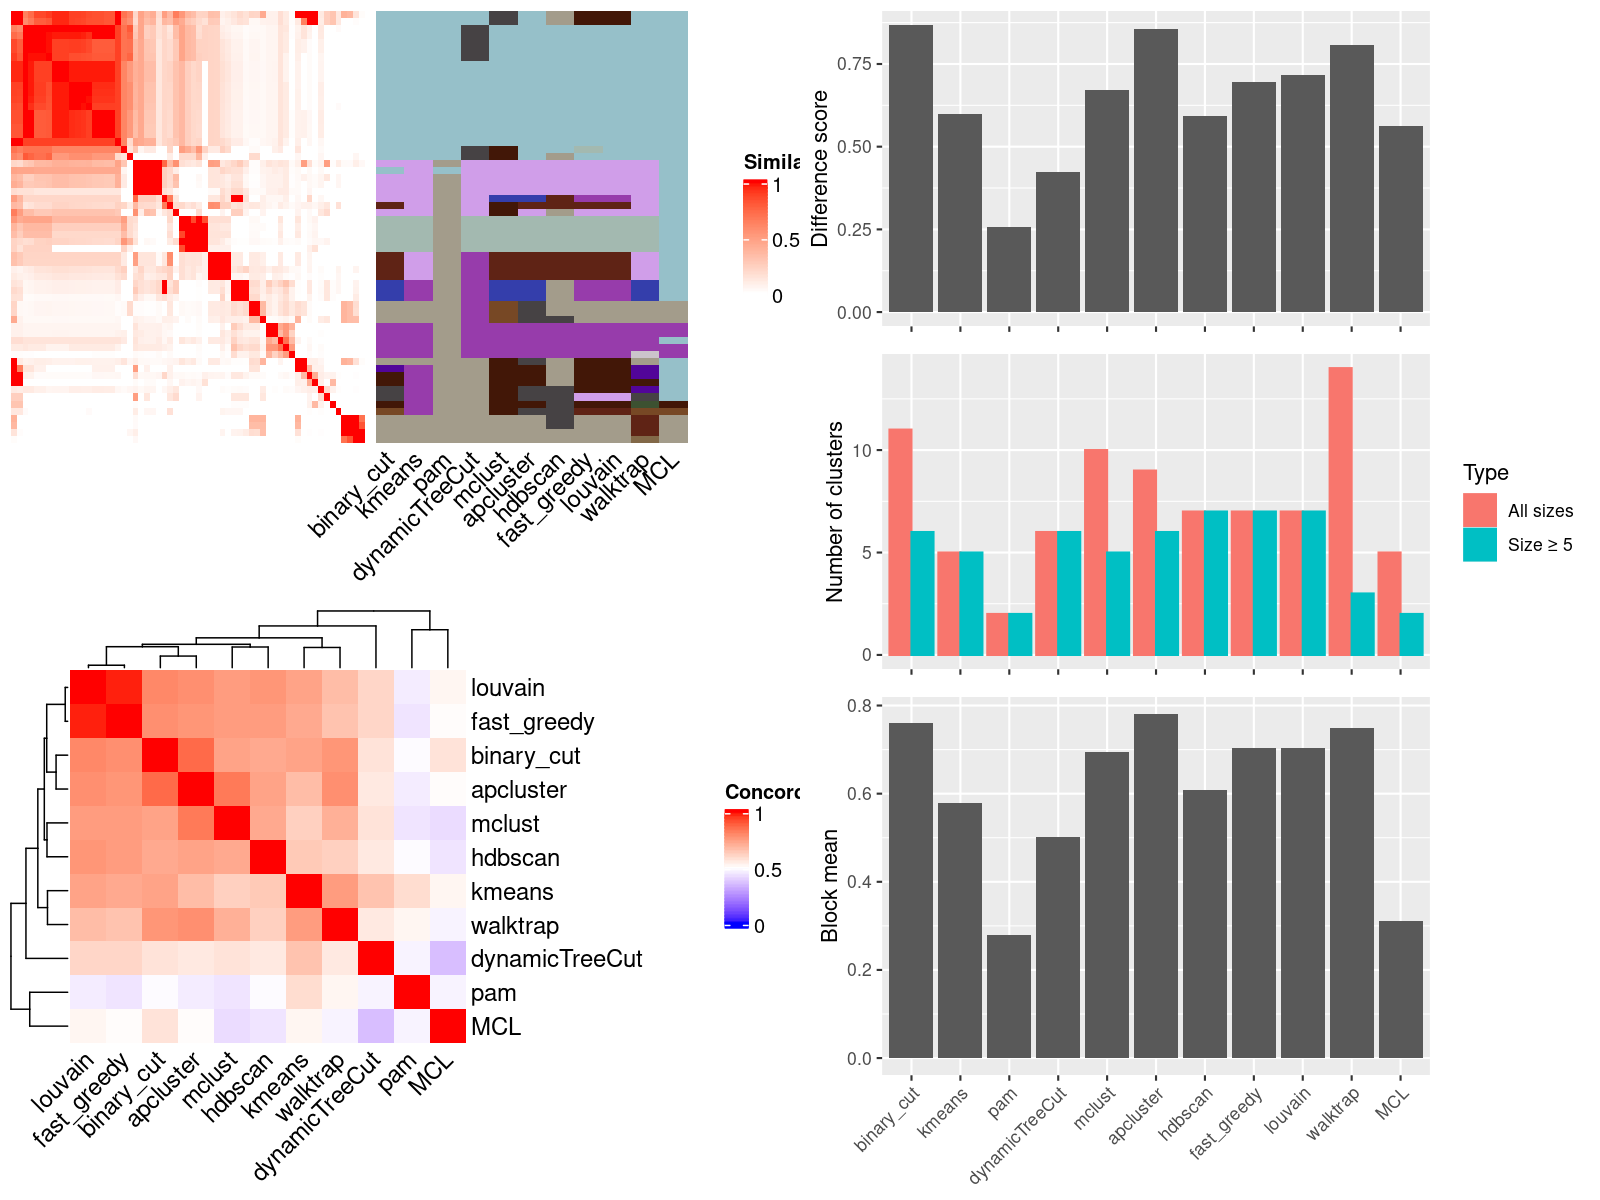 Simila
1
0.5
0
binary_cut
kmeans
pam
dynamicTreeCut
mclust
apcluster
hdbscan
fast_greedy
louvain
walktrap
MCL
louvain
fast_greedy
binary_cut
apcluster
mclust
hdbscan
kmeans
walktrap
dynamicTreeCut
pam
MCL
louvain
fast_greedy
binary_cut
apcluster
mclust
hdbscan
kmeans
walktrap
dynamicTreeCut
pam
MCL
Concord
1
0.5
0
Difference score
0.75
0.50
0.25
0.00
Number of clusters
10
5
0
Type
All sizes
Size ≥ 5
Block mean
0.8
0.6
0.4
0.2
0.0
binary_cut
kmeans
pam
dynamicTreeCut
mclust
apcluster
hdbscan
fast_greedy
louvain
walktrap
MCL